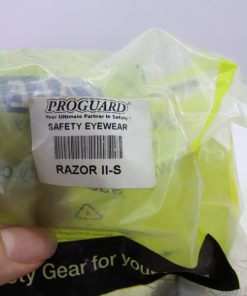 PROGUARD
Your Ultimate Partner In Safety
SAFETY EYEWEAR
RAZOR II-S
ty Gear for you